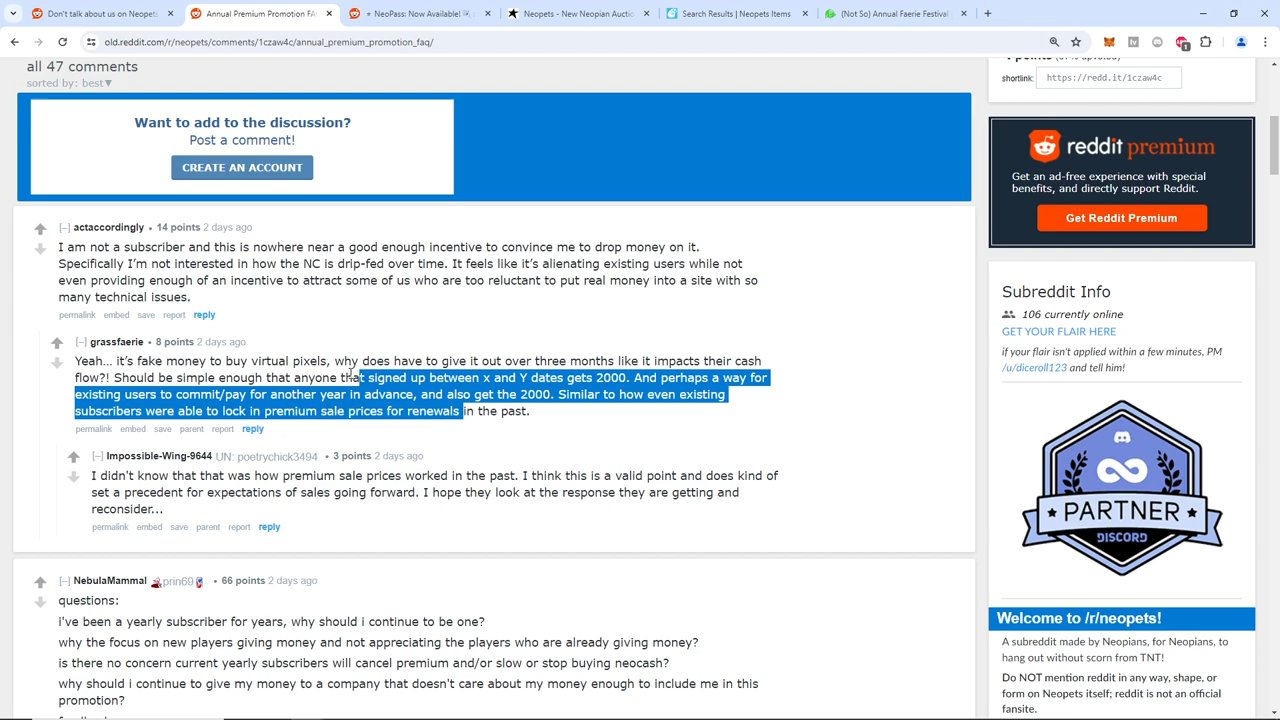 Don't talk about us on Neopets
Annual Premium Promotion FA
NeoPass: Now Available!
Neopets - New Neopian Auctio
Search Results | Neopets Items
(Not So) Annual Faerie Festival
old.reddit.com/r/neopets/comments/1czaw4c/annual_premium_promotion_faq/
all 47 comments
sorted by: best▼
Want to add to the discussion?
Post a comment!
CREATE AN ACCOUNT
[–] actaccordingly • 14 points 2 days ago
I am not a subscriber and this is nowhere near a good enough incentive to convince me to drop money on it.
Specifically I'm not interested in how the NC is drip-fed over time. It feels like it's alienating existing users while not
even providing enough of an incentive to attract some of us who are too reluctant to put real money into a site with so
many technical issues.
permalink embed save report reply
[–] grassfaerie • 8 points 2 days ago
Yeah… it's fake money to buy virtual pixels, why does have to give it out over three months like it impacts their cash
flow?! Should be simple enough that anyone that signed up between x and Y dates gets 2000. And perhaps a way for
existing users to commit/pay for another year in advance, and also get the 2000. Similar to how even existing
subscribers were able to lock in premium sale prices for renewals in the past.
permalink embed save parent report reply
[–] Impossible-Wing-9644 UN: poetrychick3494 • 3 points 2 days ago
I didn't know that that was how premium sale prices worked in the past. I think this is a valid point and does kind of
set a precedent for expectations of sales going forward. I hope they look at the response they are getting and
reconsider...
permalink embed save parent report reply
[–] NebulaMammal prin69 • 66 points 2 days ago
questions:
i've been a yearly subscriber for years, why should i continue to be one?
why the focus on new players giving money and not appreciating the players who are already giving money?
is there no concern current yearly subscribers will cancel premium and/or slow or stop buying neocash?
why should i continue to give my money to a company that doesn't care about my money enough to include me in this
promotion?
shortlink: https://redd.it/1czaw4c
reddit premium
Get an ad-free experience with special
benefits, and directly support Reddit.
Get Reddit Premium
Subreddit Info
106 currently online
GET YOUR FLAIR HERE
if your flair isn't applied within a few minutes, PM
/u/diceroll123 and tell him!
PARTNER
DISCORD
Welcome to /r/neopets!
A subreddit made by Neopians, for Neopians, to
hang out without scorn from TNT!
Do NOT mention reddit in any way, shape, or
form on Neopets itself; reddit is not an official
fansite.